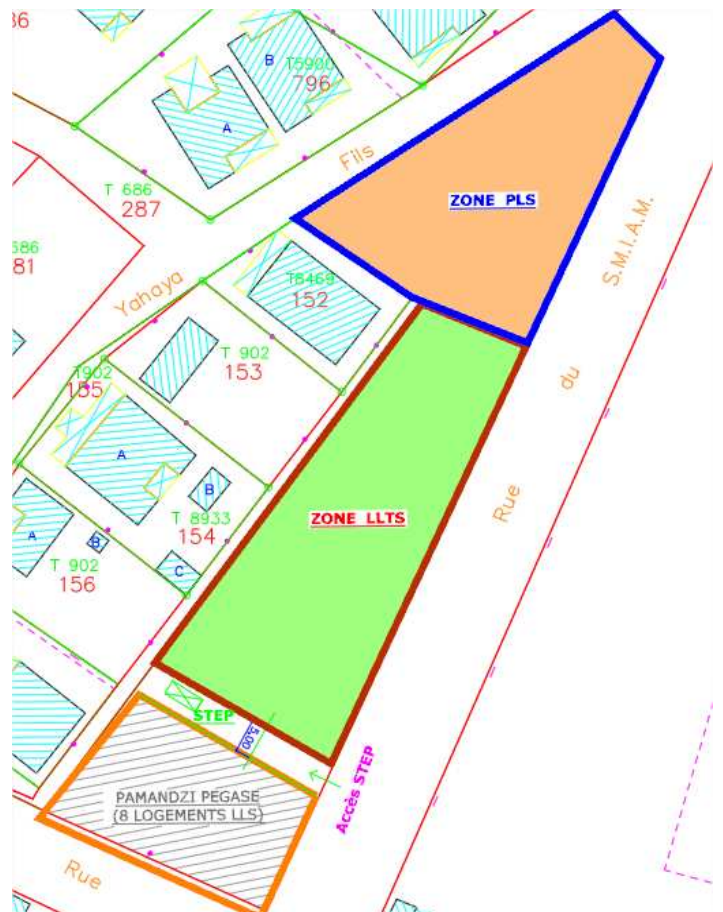 86
B
T5900
796
A
Fils
T 686
287
ZONE PLS
S.M.I.A.M.
686
81
Yahaya
T8469
152
T 902
153
T902
155
du
A
B
ZONE LLTS
Rue
T 8933
154
A
B
T 902
156
C
STEP
5.00
Accès STEP
PAMANDZI PEGASE
(8 LOGEMENTS LLS)
Rue